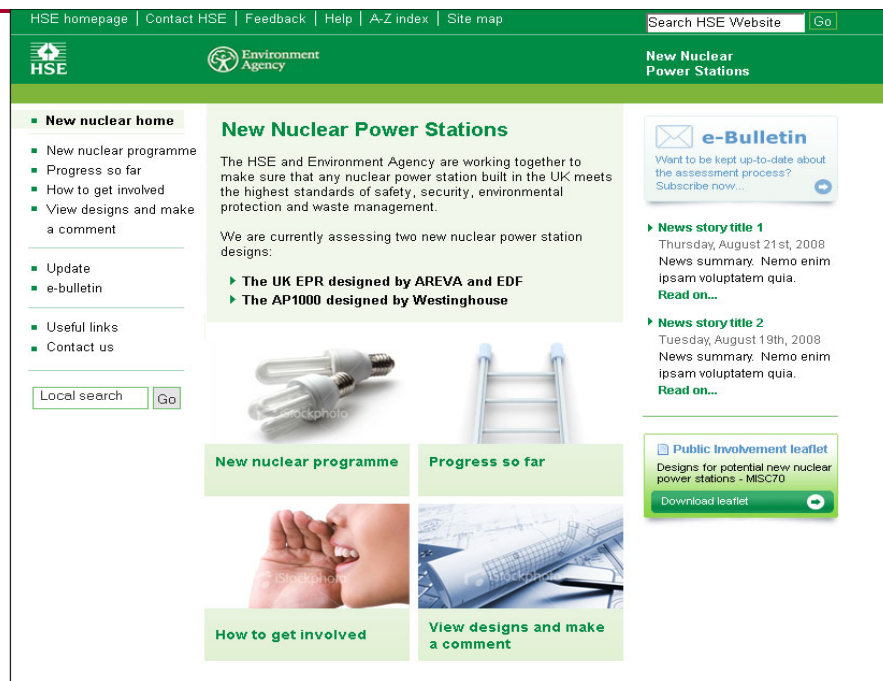 HSE homepage | Contact HSE | Feedback | Help | A-Z index | Site map
Search HSE Website Go
HSE
Environment
Agency
New Nuclear
Power Stations
New nuclear home
New nuclear programme
Progress so far
How to get involved
View designs and make
a comment
Update
e-bulletin
Useful links
Contact us
Local search Go
New Nuclear Power Stations
The HSE and Environment Agency are working together to
make sure that any nuclear power station built in the UK meets
the highest standards of safety, security, environmental
protection and waste management.
We are currently assessing two new nuclear power station
designs:
The UK EPR designed by AREVA and EDF
The AP1000 designed by Westinghouse
iStockphoto
New nuclear programme
iStockphoto
Progress so far
iStockphoto
How to get involved
iStockphoto
View designs and make
a comment
e-Bulletin
Want to be kept up-to-date about
the assessment process?
Subscribe now...
News story title 1
Thursday, August 21st, 2008
News summary. Nemo enim
ipsam voluptatem quia.
Read on...
News story title 2
Tuesday, August 19th, 2008
News summary. Nemo enim
ipsam voluptatem quia.
Read on...
Public Involvement leaflet
Designs for potential new nuclear
power stations - MISC70
Download leaflet